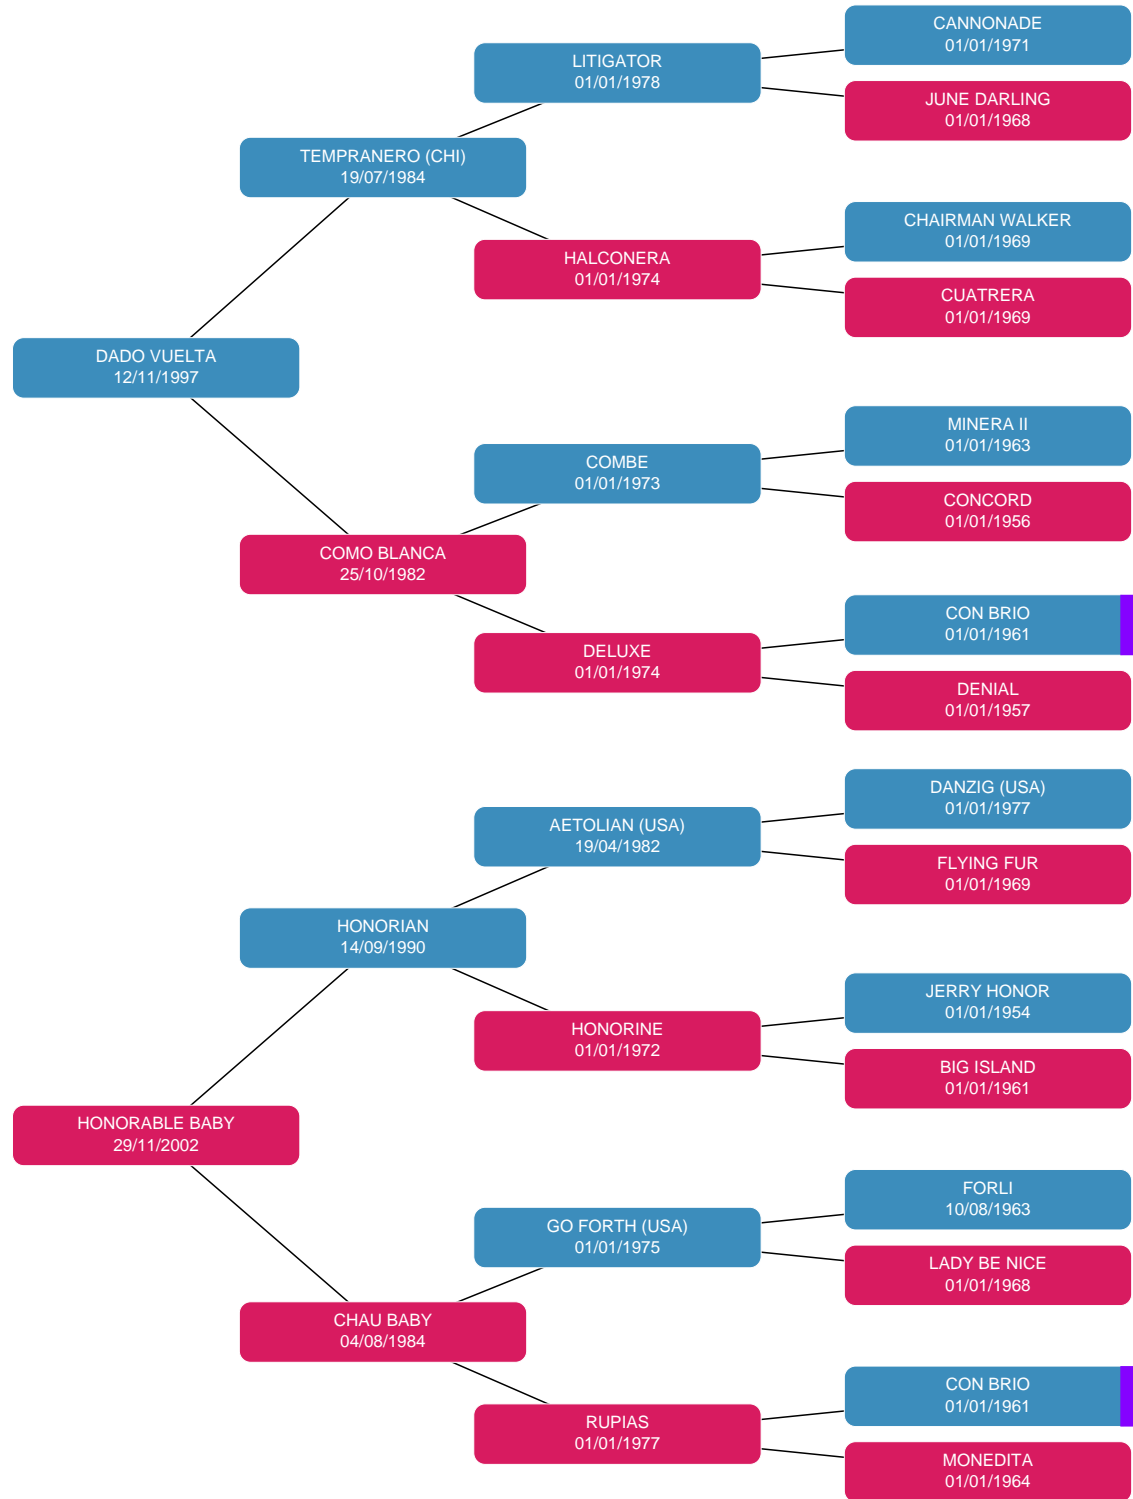 CANNONADE
01/01/1971
LITIGATOR
01/01/1978
JUNE DARLING
01/01/1968
TEMPRANERO (CHI)
19/07/1984
CHAIRMAN WALKER
01/01/1969
HALCONERA
01/01/1974
CUATRERA
01/01/1969
DADO VUELTA
12/11/1997
MINERA II
01/01/1963
COMBE
01/01/1973
CONCORD
01/01/1956
COMO BLANCA
25/10/1982
CON BRIO
01/01/1961
DELUXE
01/01/1974
DENIAL
01/01/1957
DANZIG (USA)
01/01/1977
AETOLIAN (USA)
19/04/1982
FLYING FUR
01/01/1969
HONORIAN
14/09/1990
JERRY HONOR
01/01/1954
HONORINE
01/01/1972
BIG ISLAND
01/01/1961
HONORABLE BABY
29/11/2002
FORLI
10/08/1963
GO FORTH (USA)
01/01/1975
LADY BE NICE
01/01/1968
CHAU BABY
04/08/1984
CON BRIO
01/01/1961
RUPIAS
01/01/1977
MONEDITA
01/01/1964